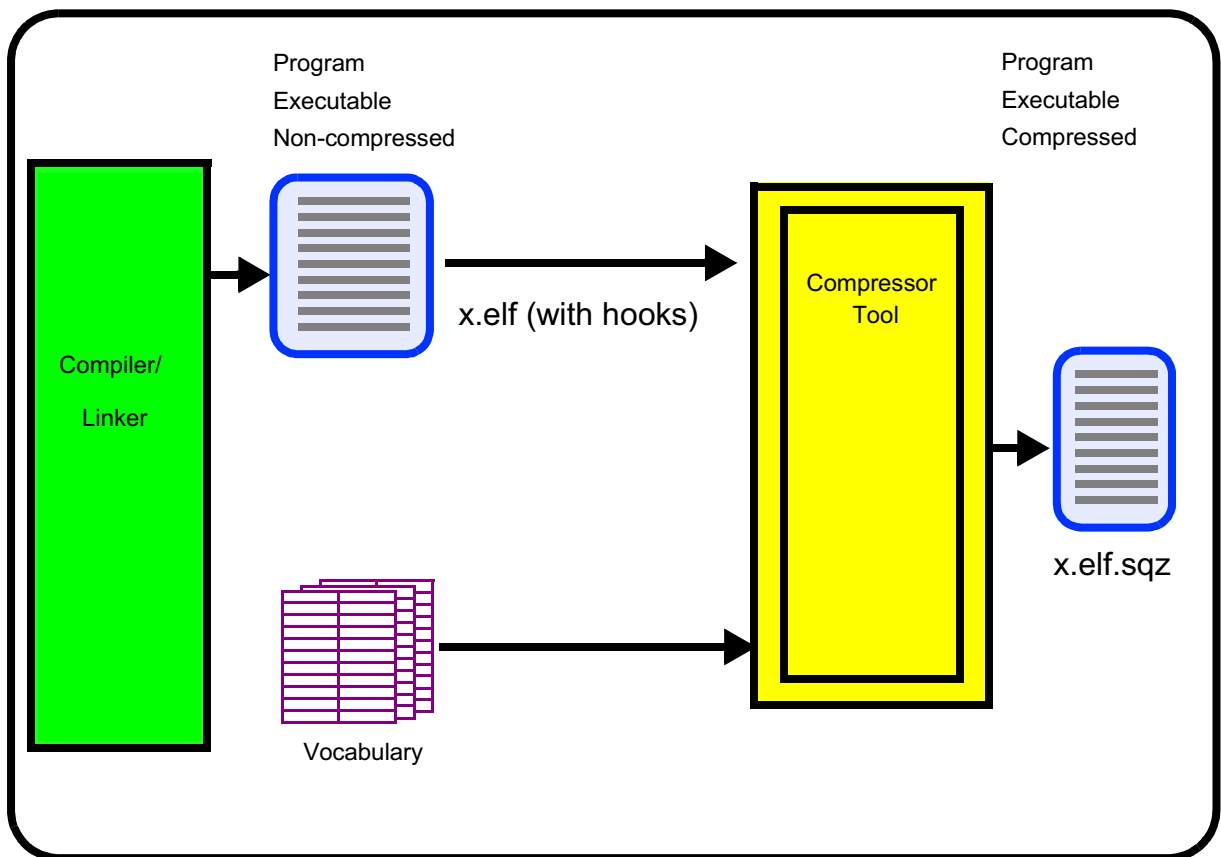 Program
Executable
Non-compressed
Program
Executable
Compressed
Compiler/
Linker
x.elf (with hooks)
Compressor
Tool
x.elf.sqz
Vocabulary